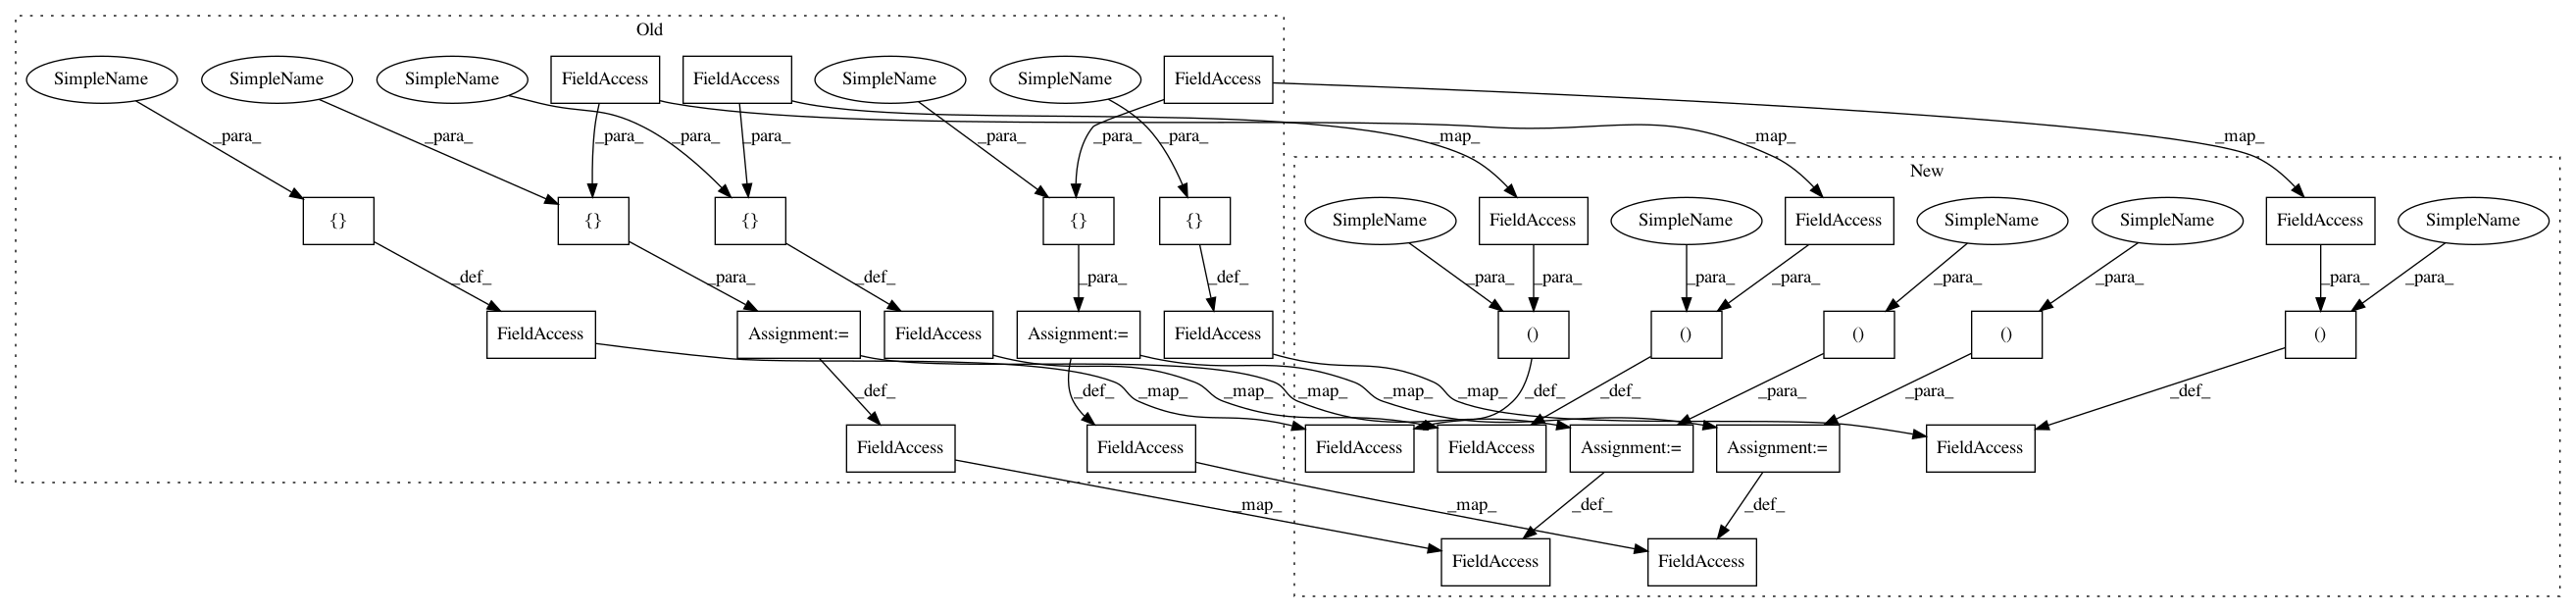 Old
SimpleName
SimpleName
SimpleName
FieldAccess
FieldAccess
SimpleName
SimpleName
FieldAccess
_para_
_para_
_para_
_para_
_para_
_para_
_para_
_para_
_map_
_map_
_map_
New
{}
{}
{}
{}
{}
SimpleName
FieldAccess
SimpleName
FieldAccess
SimpleName
SimpleName
FieldAccess
SimpleName
_def_
_para_
_def_
_para_
_def_
_para_
_para_
_para_
_para_
_para_
_para_
_para_
_para_
FieldAccess
Assignment:=
FieldAccess
Assignment:=
FieldAccess
()
()
()
()
()
_def_
_def_
_map_
_map_
_map_
_map_
_map_
_def_
_def_
_para_
_para_
_def_
FieldAccess
FieldAccess
FieldAccess
FieldAccess
Assignment:=
Assignment:=
FieldAccess
_map_
_map_
_def_
_def_
FieldAccess
FieldAccess